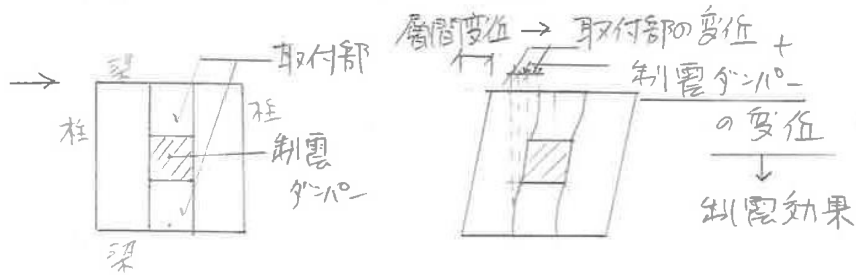 梁
取付部
柱
柱
制震
ダンパー
梁
層間変位 → 取付部の変位 +
制震ダンパー
の変位
制震効果